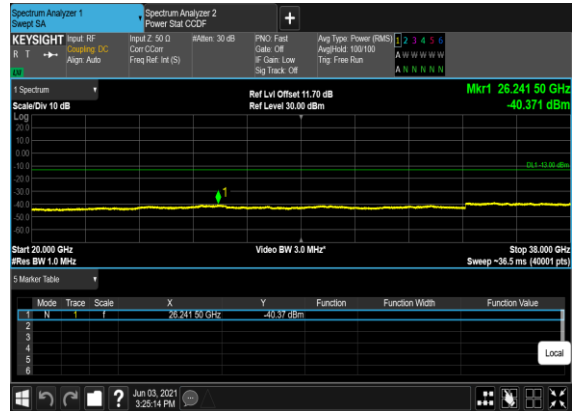 Spectrum Analyzer 1
Swept SA
Spectrum Analyzer 2
Power Stat CCDF
KEYSIGHT
R T
Input: RF
Coupling: DC
Align: Auto
Input Z: 50 Ω
Corr CCorr
Freq Ref: Int (S)
#Atten: 30 dB
PNO: Fast
Gate: Off
IF Gain: Low
Sig Track: Off
Avg Type: Power (RMS)
Avg|Hold: 100/100
Trig: Free Run
1 2 3 4 5 6
A W W W W W
A N N N N N
1 Spectrum
Scale/Div 10 dB
Ref Lvl Offset 11.70 dB
Ref Level 30.00 dBm
Mkr1 26.241 50 GHz
-40.371 dBm
Log
20.0
10.0
0.00
-10.0
-20.0
-30.0
-40.0
-50.0
-60.0
DL1 -13.00 dBm
1
Start 20.000 GHz
#Res BW 1.0 MHz
Video BW 3.0 MHz*
Stop 38.000 GHz
Sweep ~36.5 ms (40001 pts)
5 Marker Table
Mode Trace Scale X Y Function Function Width Function Value
1 N 1 f 26.241 50 GHz -40.37 dBm
2
3
4
5
6
Local
Jun 03, 2021
3:25:14 PM